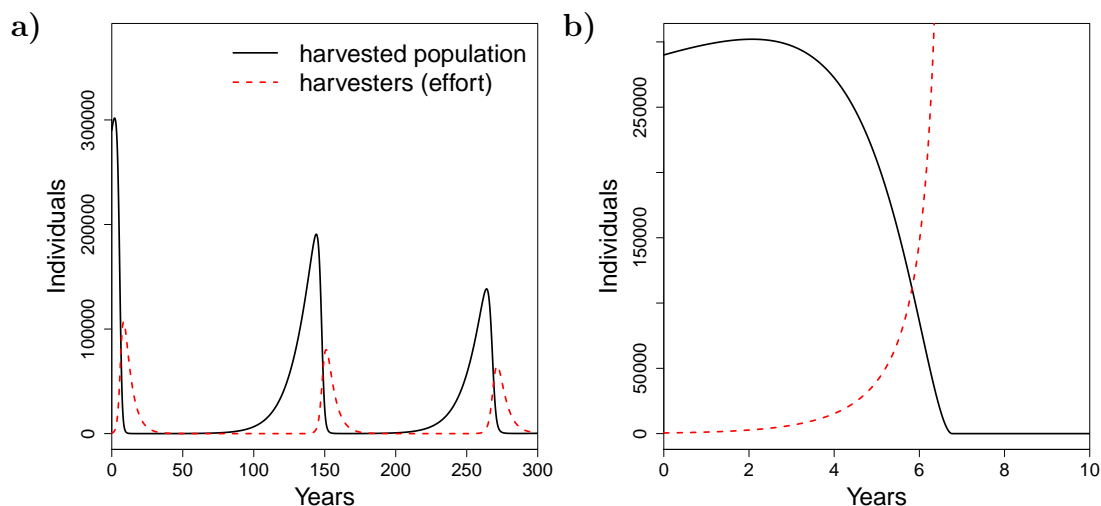 a)
harvested population
harvesters (effort)
Individuals
0
100000
200000
300000
0 50 100 150 200 250 300
Years
b)
Individuals
0
50000
150000
250000
0 2 4 6 8 10
Years